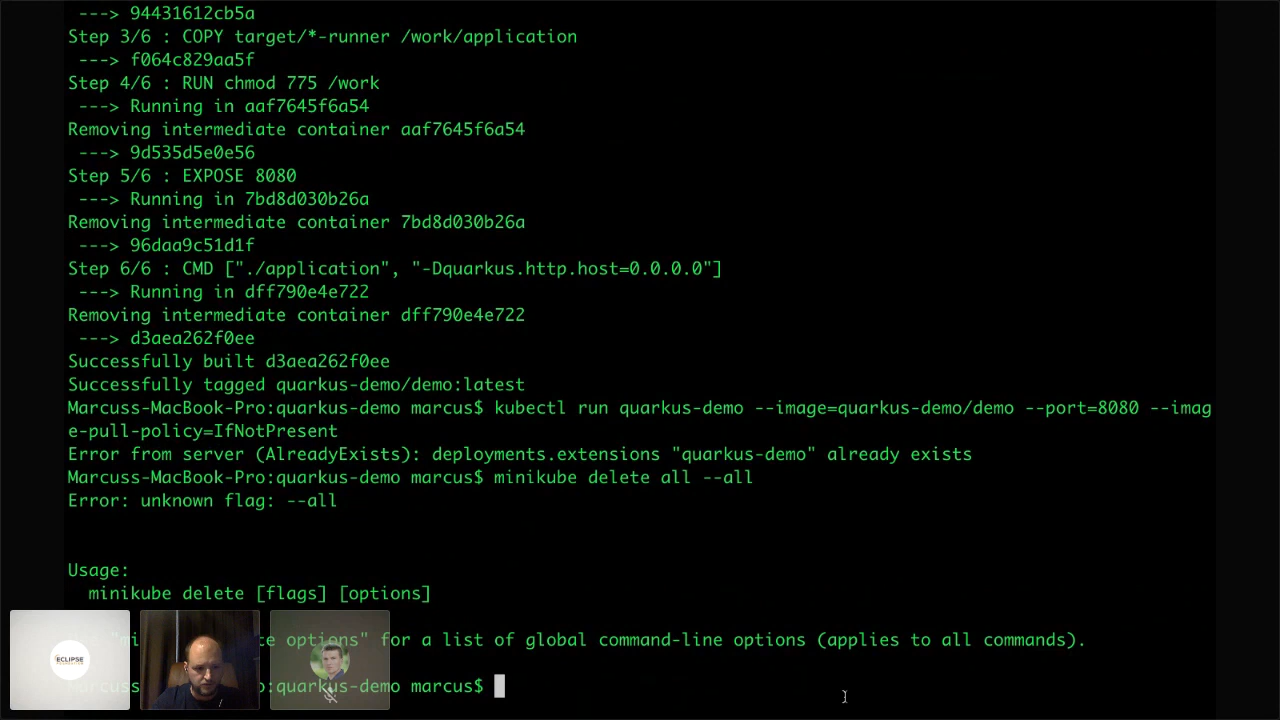 ---> 94431612cb5a
Step 3/6 : COPY target/*-runner /work/application
---> f064c829aa5f
Step 4/6 : RUN chmod 775 /work
---> Running in aaf7645f6a54
Removing intermediate container aaf7645f6a54
---> 9d535d5e0e56
Step 5/6 : EXPOSE 8080
---> Running in 7bd8d030b26a
Removing intermediate container 7bd8d030b26a
---> 96daa9c51d1f
Step 6/6 : CMD ["./application", "-Dquarkus.http.host=0.0.0.0"]
---> Running in dff790e4e722
Removing intermediate container dff790e4e722
---> d3aea262f0ee
Successfully built d3aea262f0ee
Successfully tagged quarkus-demo/demo:latest
Marcuss-MacBook-Pro:quarkus-demo marcus$ kubectl run quarkus-demo --image=quarkus-demo/demo --port=8080 --imag
e-pull-policy=IfNotPresent
Error from server (AlreadyExists): deployments.extensions "quarkus-demo" already exists
Marcuss-MacBook-Pro:quarkus-demo marcus$ minikube delete all --all
Error: unknown flag: --all
Usage:
minikube delete [flags] [options]
options" for a list of global command-line options (applies to all commands).
ECLIPSE
FOUNDATION
:quarkus-demo marcus$